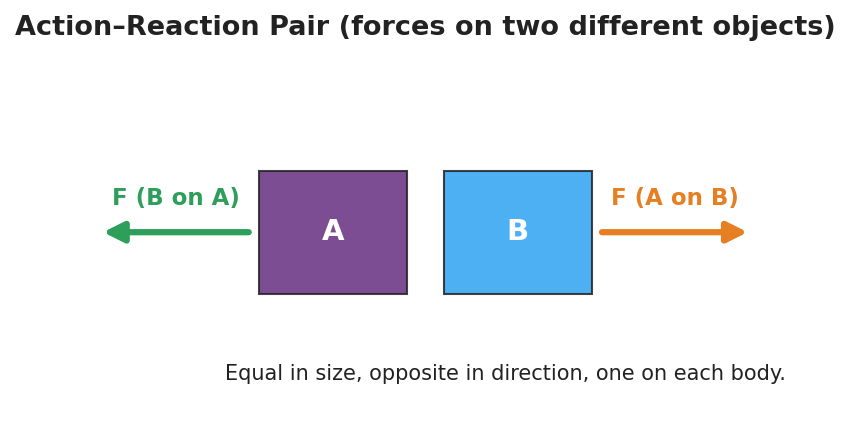 Action–Reaction Pair (forces on two different objects)
F (B on A)
A
B
F (A on B)
Equal in size, opposite in direction, one on each body.